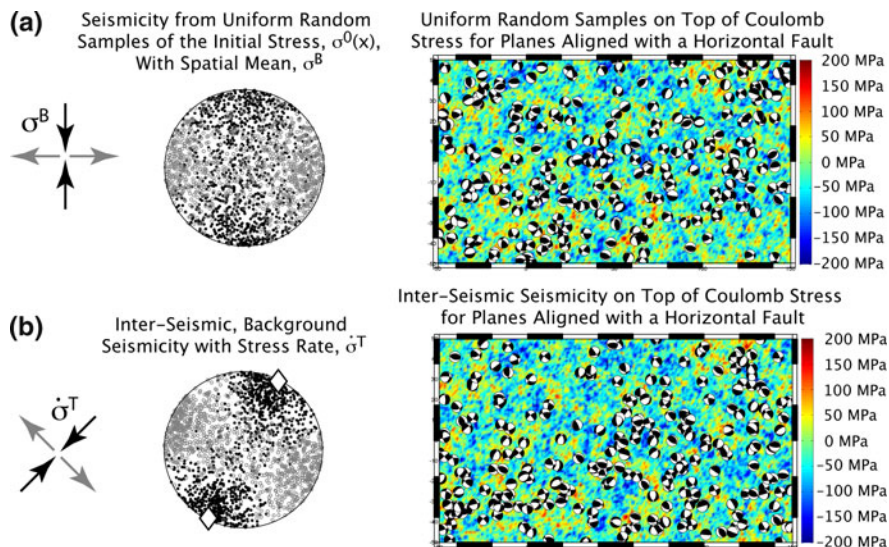 (a)
Seismicity from Uniform Random
Samples of the Initial Stress, σ⁰(x),
With Spatial Mean, σᴮ
Uniform Random Samples on Top of Coulomb
Stress for Planes Aligned with a Horizontal Fault
σᴮ
200 MPa
150 MPa
100 MPa
50 MPa
0 MPa
-50 MPa
-100 MPa
-150 MPa
-200 MPa
(b)
Inter-Seismic, Background
Seismicity with Stress Rate, σ̇ᵀ
Inter-Seismic Seismicity on Top of Coulomb Stress
for Planes Aligned with a Horizontal Fault
σ̇ᵀ
200 MPa
150 MPa
100 MPa
50 MPa
0 MPa
-50 MPa
-100 MPa
-150 MPa
-200 MPa